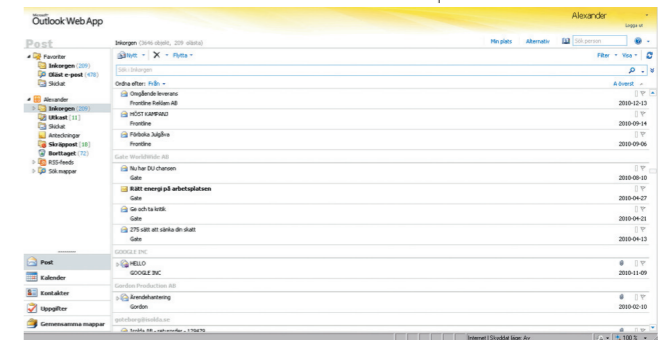 Microsoft
Outlook Web App
Alexander
Logga ut
Post
Inkorgen (3646 objekt, 209 olästa)
Min plats
Alternativ
Sök person
Favoriter
Inkorgen (209)
Oläst e-post (478)
Skickat
Alexander
Inkorgen (209)
Utkast [11]
Skickat
Anteckningar
Skräppost [18]
Borttaget (72)
RSS-feeds
Sök mappar
Post
Kalender
Kontakter
Uppgifter
Gemensamma mappar
Nytt
Flytta
Filter
Visa
Sök i Inkorgen
Ordna efter: Från
A överst
Omgående leverans
Frontline Reklam AB 2010-12-13
HÖST KAMPANJ
Frontline 2010-09-14
Förboka Julgåva
Frontline 2010-09-06
Gate WorldWide AB
Nu har DU chansen
Gate 2010-08-10
Rätt energi på arbetsplatsen
Gate 2010-04-27
Ge och ta kritik
Gate 2010-04-21
275 sätt att sänka din skatt
Gate 2010-04-13
GOOGLE INC
HELLO
GOOGLE INC 2010-11-09
Gordon Production AB
Ärendehantering
Gordon 2010-02-10
Internet | Skyddat läge: Av
100 %